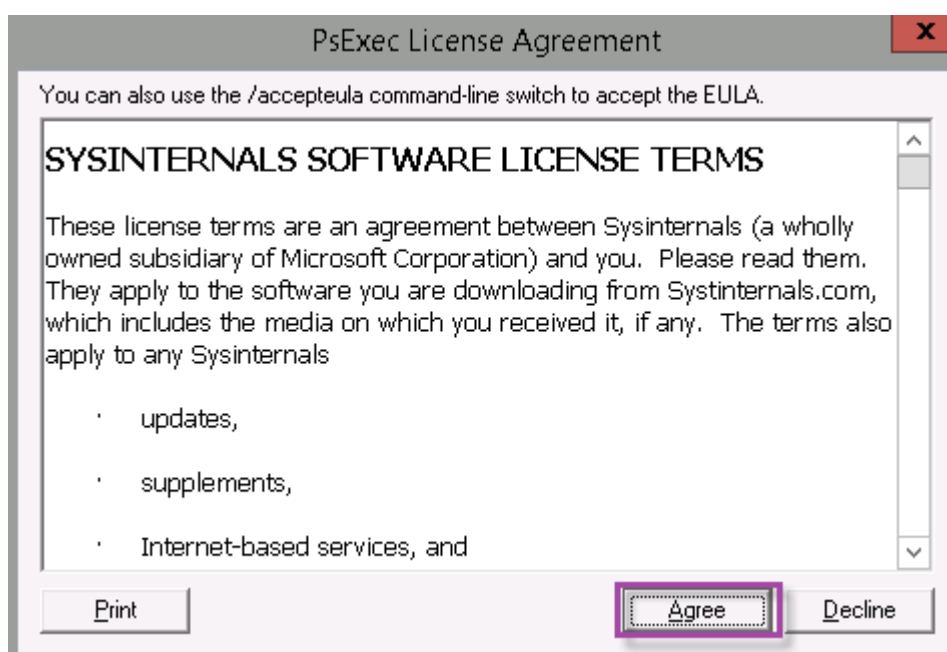 PsExec License Agreement
x
You can also use the /accepteula command-line switch to accept the EULA.
SYSINTERNALS SOFTWARE LICENSE TERMS
These license terms are an agreement between Sysinternals (a wholly
owned subsidiary of Microsoft Corporation) and you.  Please read them.
They apply to the software you are downloading from Systinternals.com,
which includes the media on which you received it, if any.  The terms also
apply to any Sysinternals
· updates,
· supplements,
· Internet-based services, and
Print Agree Decline